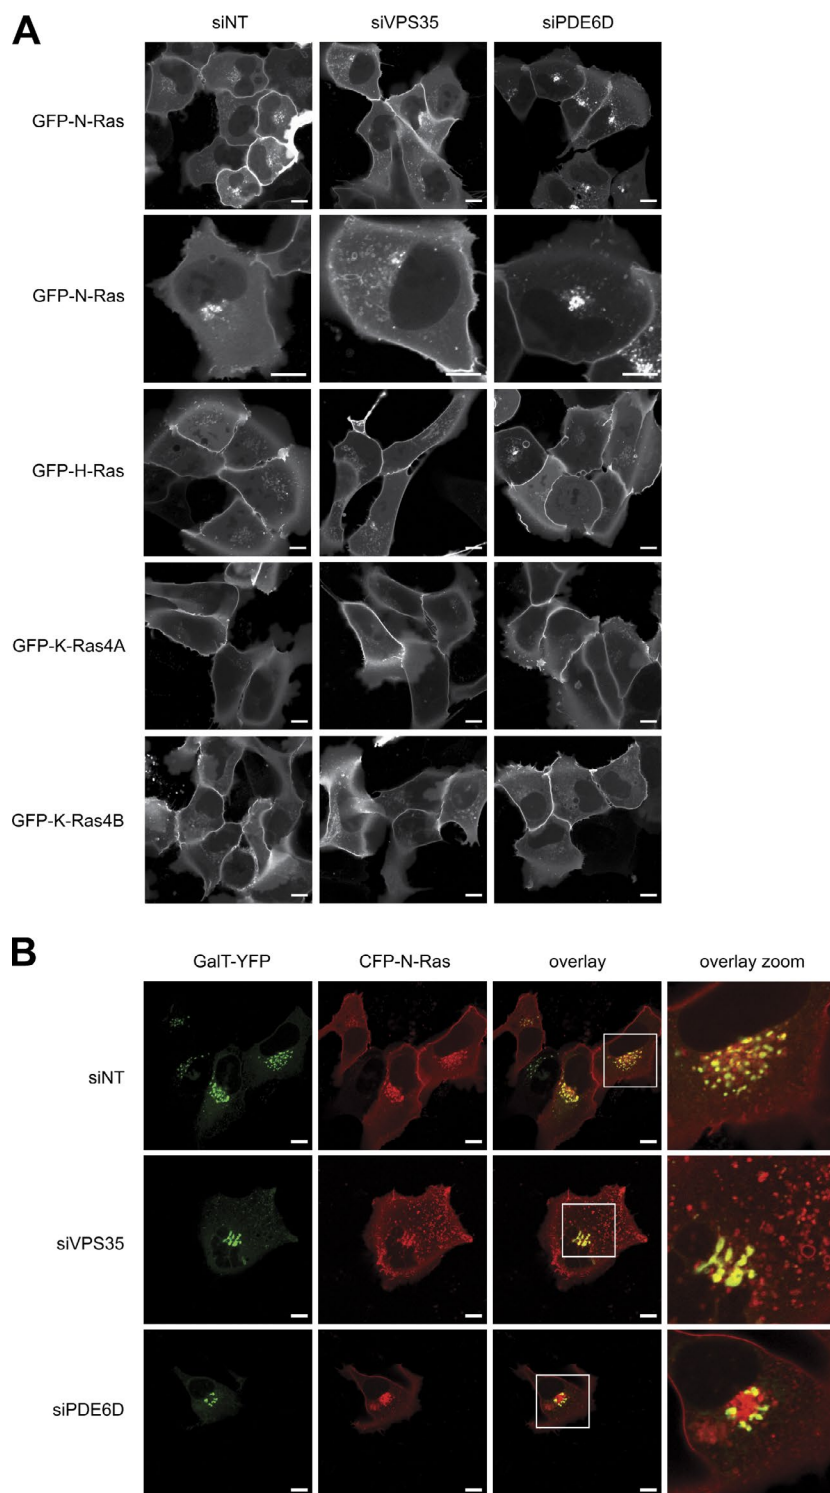 A
siNT siVPS35 siPDE6D
GFP-N-Ras
GFP-N-Ras
GFP-H-Ras
GFP-K-Ras4A
GFP-K-Ras4B
B
GalT-YFP CFP-N-Ras overlay overlay zoom
siNT
siVPS35
siPDE6D